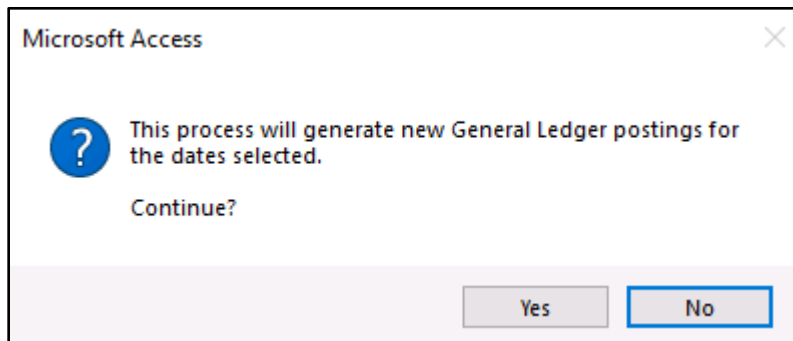 Microsoft Access
This process will generate new General Ledger postings for
the dates selected.
Continue?
Yes
No